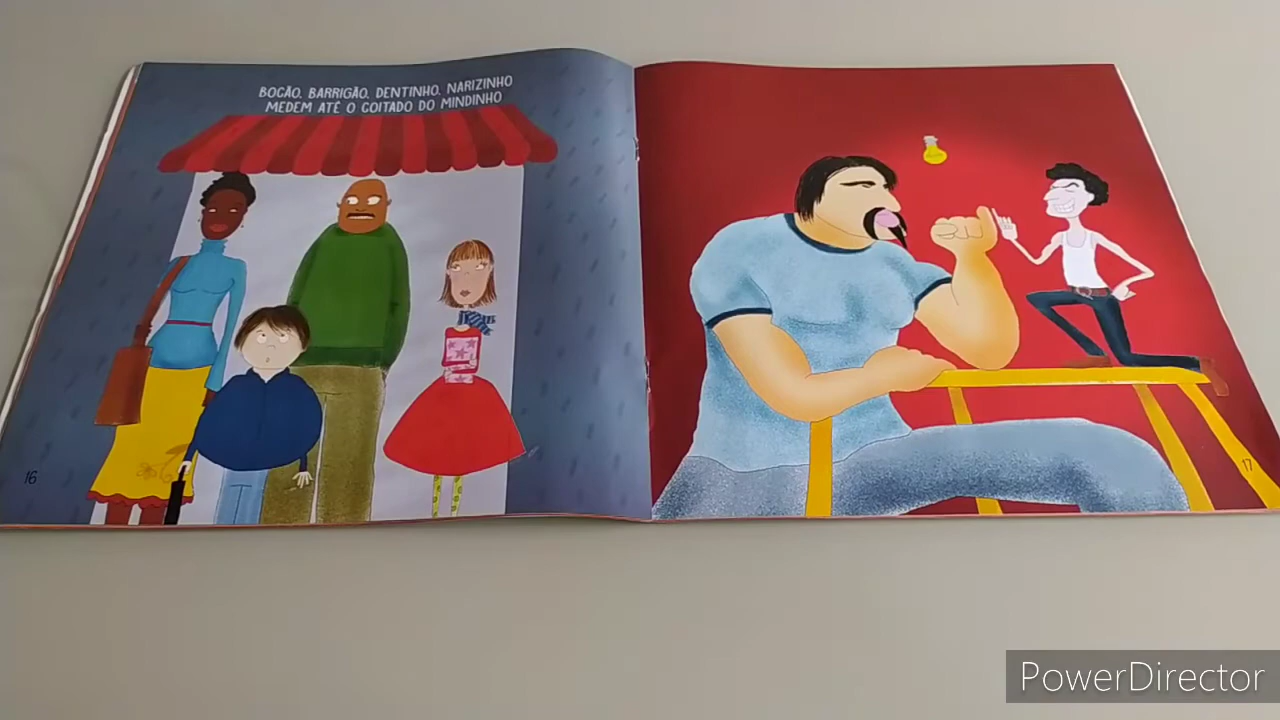 BOCÃO, BARRIGÃO, DENTINHO, NARIZINHO
MEDEM ATÉ O COITADO DO MINDINHO
16
17
PowerDirector